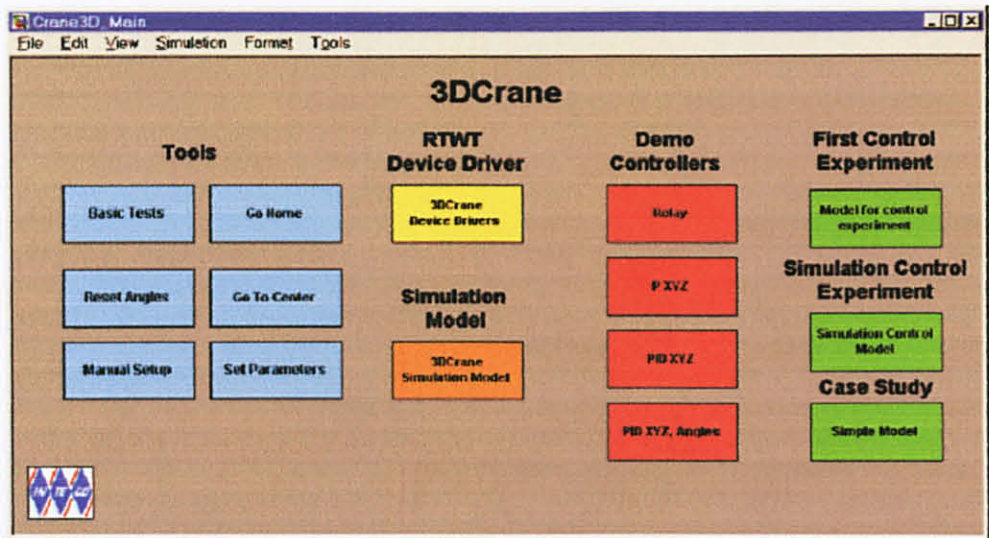 Crane3D_Main
File Edit View Simulation Format Tools
3DCrane
Tools
Basic Tests
Go Home
Reset Angles
Go To Center
Manual Setup
Set Parameters
RTWT
Device Driver
3DCrane
Device Drivers
Simulation
Model
3DCrane
Simulation Model
Demo
Controllers
Relay
P XYZ
PID XYZ
PID XYZ, Angles
First Control
Experiment
Model for control
experiment
Simulation Control
Experiment
Simulation Control
Model
Case Study
Simple Model
IN TE CO